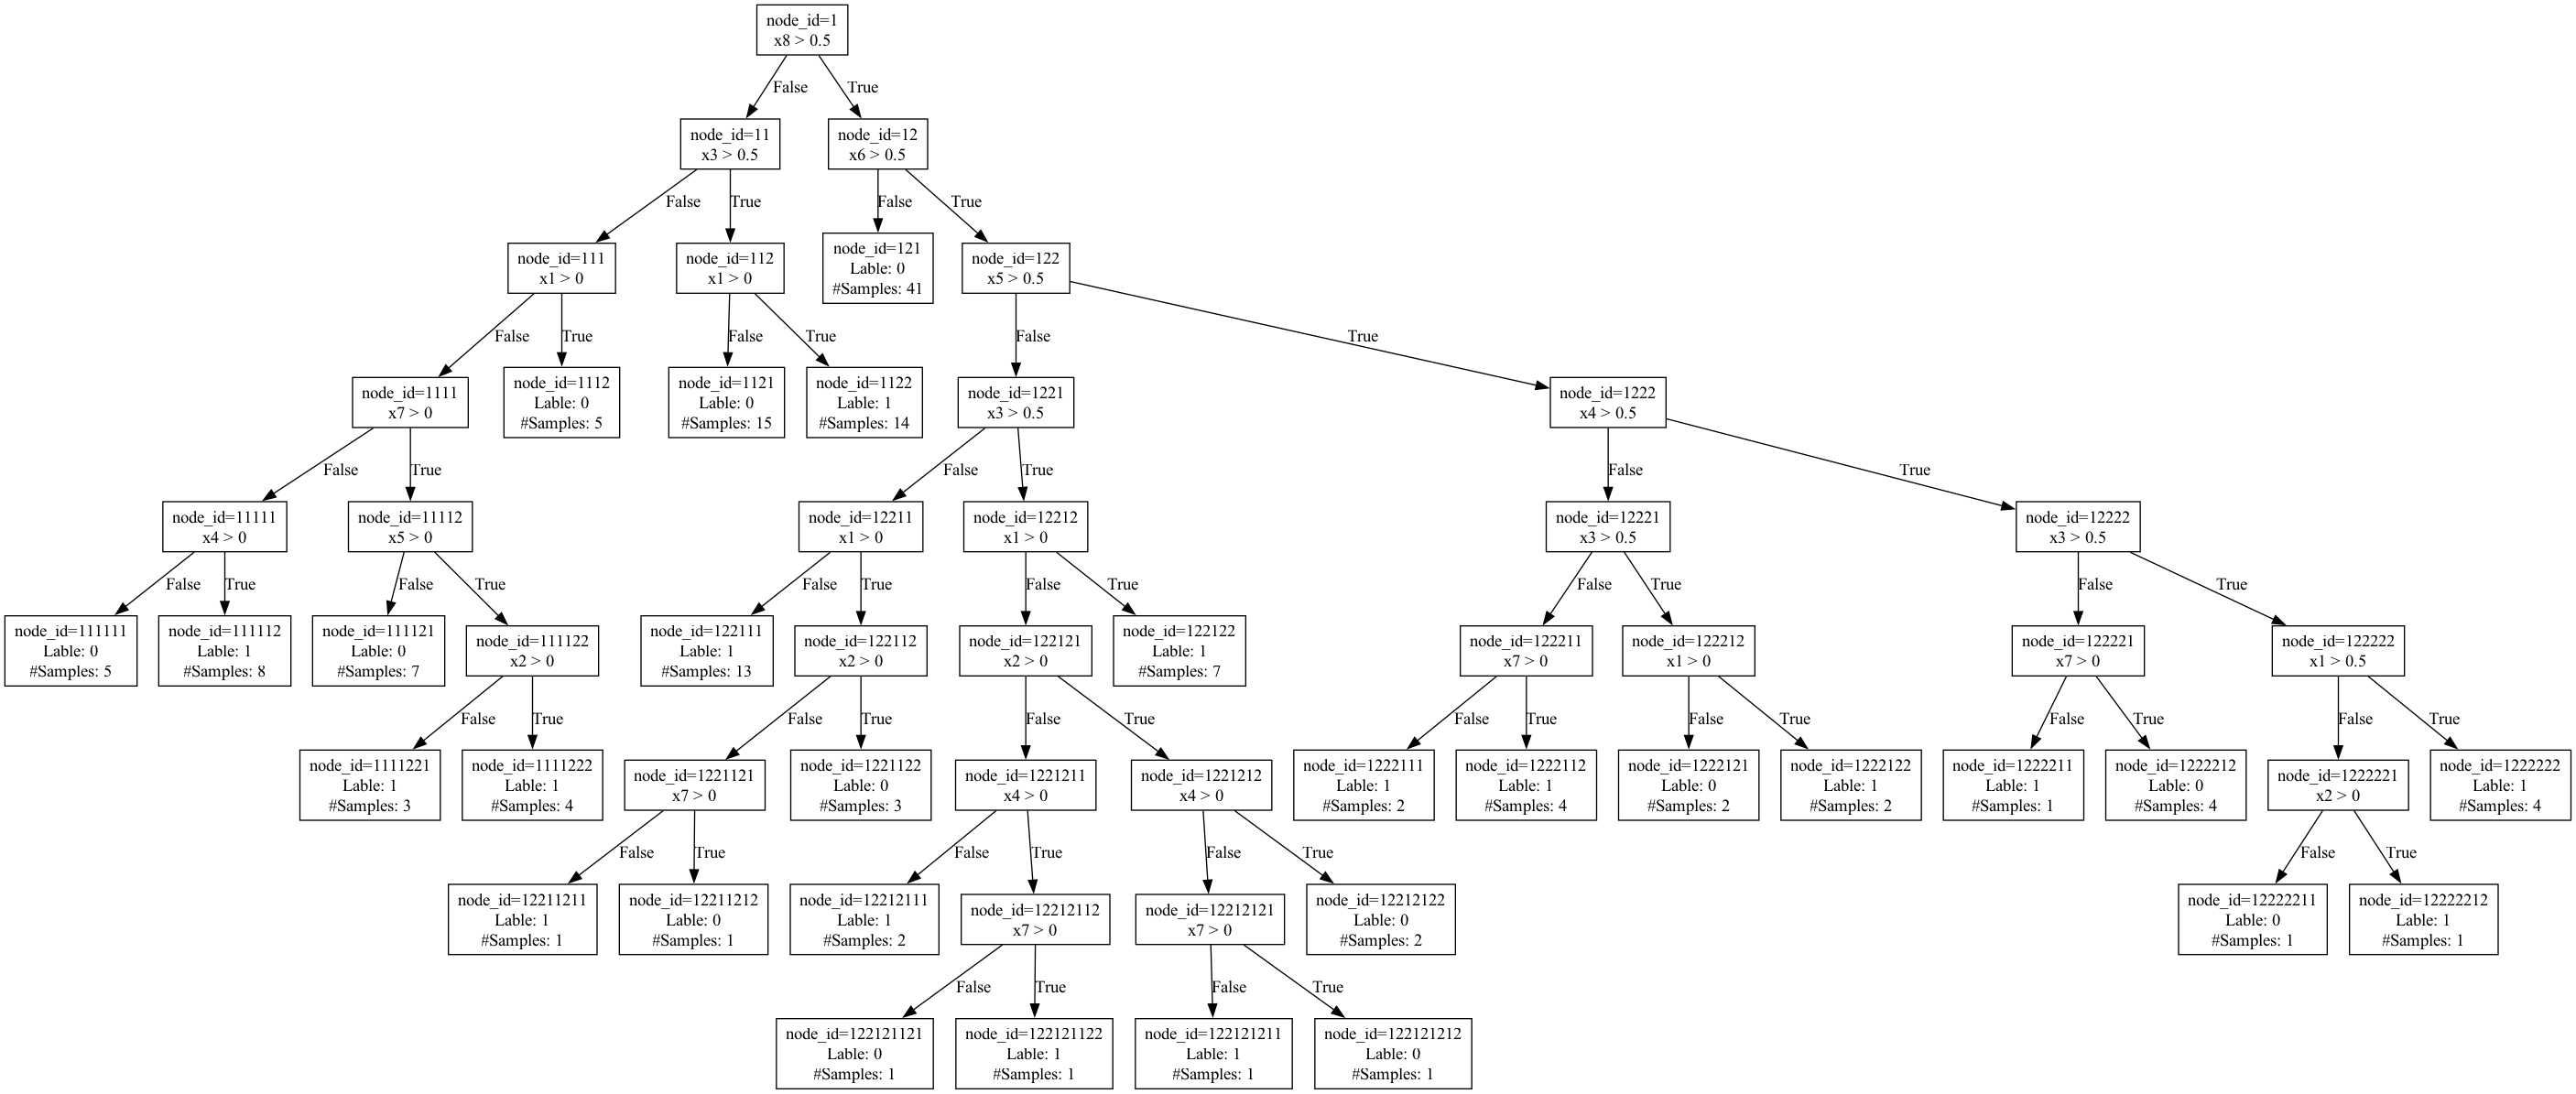 node_id=1
x8 > 0.5
False
True
node_id=11
x3 > 0.5
node_id=12
x6 > 0.5
False
True
False
True
node_id=111
x1 > 0
node_id=112
x1 > 0
node_id=121
Lable: 0
#Samples: 41
node_id=122
x5 > 0.5
False
True
False
True
False
True
node_id=1111
x7 > 0
node_id=1112
Lable: 0
#Samples: 5
node_id=1121
Lable: 0
#Samples: 15
node_id=1122
Lable: 1
#Samples: 14
node_id=1221
x3 > 0.5
node_id=1222
x4 > 0.5
False
True
False
True
False
True
node_id=11111
x4 > 0
node_id=11112
x5 > 0
node_id=12211
x1 > 0
node_id=12212
x1 > 0
node_id=12221
x3 > 0.5
node_id=12222
x3 > 0.5
False
True
False
True
False
True
False
True
False
True
False
True
node_id=111111
Lable: 0
#Samples: 5
node_id=111112
Lable: 1
#Samples: 8
node_id=111121
Lable: 0
#Samples: 7
node_id=111122
x2 > 0
node_id=122111
Lable: 1
#Samples: 13
node_id=122112
x2 > 0
node_id=122121
x2 > 0
node_id=122122
Lable: 1
#Samples: 7
node_id=122211
x7 > 0
node_id=122212
x1 > 0
node_id=122221
x7 > 0
node_id=122222
x1 > 0.5
False
True
False
True
False
True
False
True
False
True
False
True
False
True
node_id=1111221
Lable: 1
#Samples: 3
node_id=1111222
Lable: 1
#Samples: 4
node_id=1221121
x7 > 0
node_id=1221122
Lable: 0
#Samples: 3
node_id=1221211
x4 > 0
node_id=1221212
x4 > 0
node_id=1222111
Lable: 1
#Samples: 2
node_id=1222112
Lable: 1
#Samples: 4
node_id=1222121
Lable: 0
#Samples: 2
node_id=1222122
Lable: 1
#Samples: 2
node_id=1222211
Lable: 1
#Samples: 1
node_id=1222212
Lable: 0
#Samples: 4
node_id=1222221
x2 > 0
node_id=1222222
Lable: 1
#Samples: 4
False
True
False
True
False
True
False
True
node_id=12211211
Lable: 1
#Samples: 1
node_id=12211212
Lable: 0
#Samples: 1
node_id=12212111
Lable: 1
#Samples: 2
node_id=12212112
x7 > 0
node_id=12212121
x7 > 0
node_id=12212122
Lable: 0
#Samples: 2
node_id=12222211
Lable: 0
#Samples: 1
node_id=12222212
Lable: 1
#Samples: 1
False
True
False
True
node_id=122121121
Lable: 0
#Samples: 1
node_id=122121122
Lable: 1
#Samples: 1
node_id=122121211
Lable: 1
#Samples: 1
node_id=122121212
Lable: 0
#Samples: 1